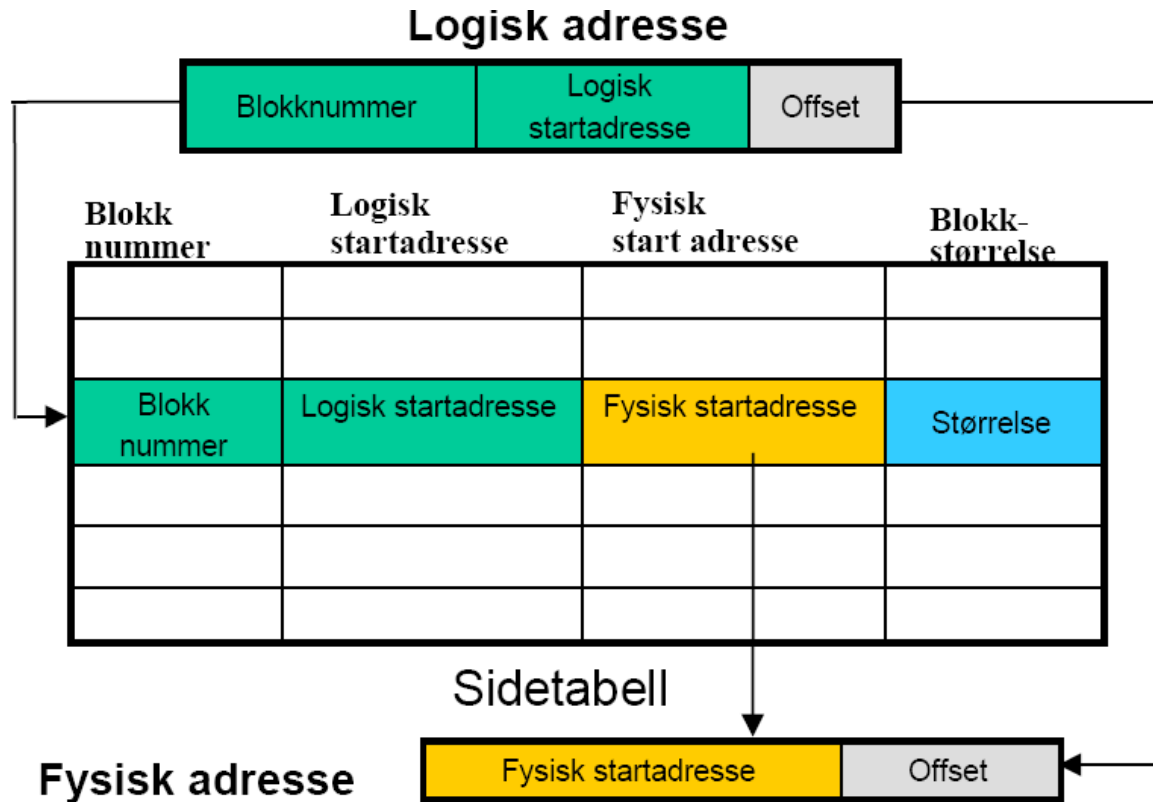 Logisk adresse
Blokknummer
Logisk
startadresse
Offset
Blokk
nummer
Logisk
startadresse
Fysisk
start adresse
Blokk-
størrelse
Blokk
nummer
Logisk startadresse
Fysisk startadresse
Størrelse
Sidetabell
Fysisk adresse
Fysisk startadresse
Offset